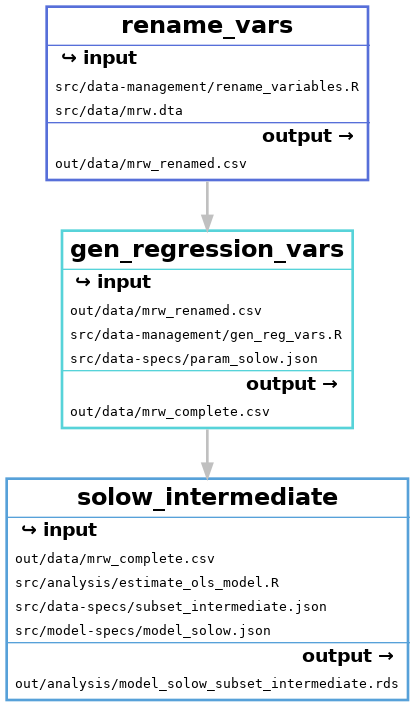 rename_vars
↪ input
src/data-management/rename_variables.R
src/data/mrw.dta
output →
out/data/mrw_renamed.csv
gen_regression_vars
↪ input
out/data/mrw_renamed.csv
src/data-management/gen_reg_vars.R
src/data-specs/param_solow.json
output →
out/data/mrw_complete.csv
solow_intermediate
↪ input
out/data/mrw_complete.csv
src/analysis/estimate_ols_model.R
src/data-specs/subset_intermediate.json
src/model-specs/model_solow.json
output →
out/analysis/model_solow_subset_intermediate.rds